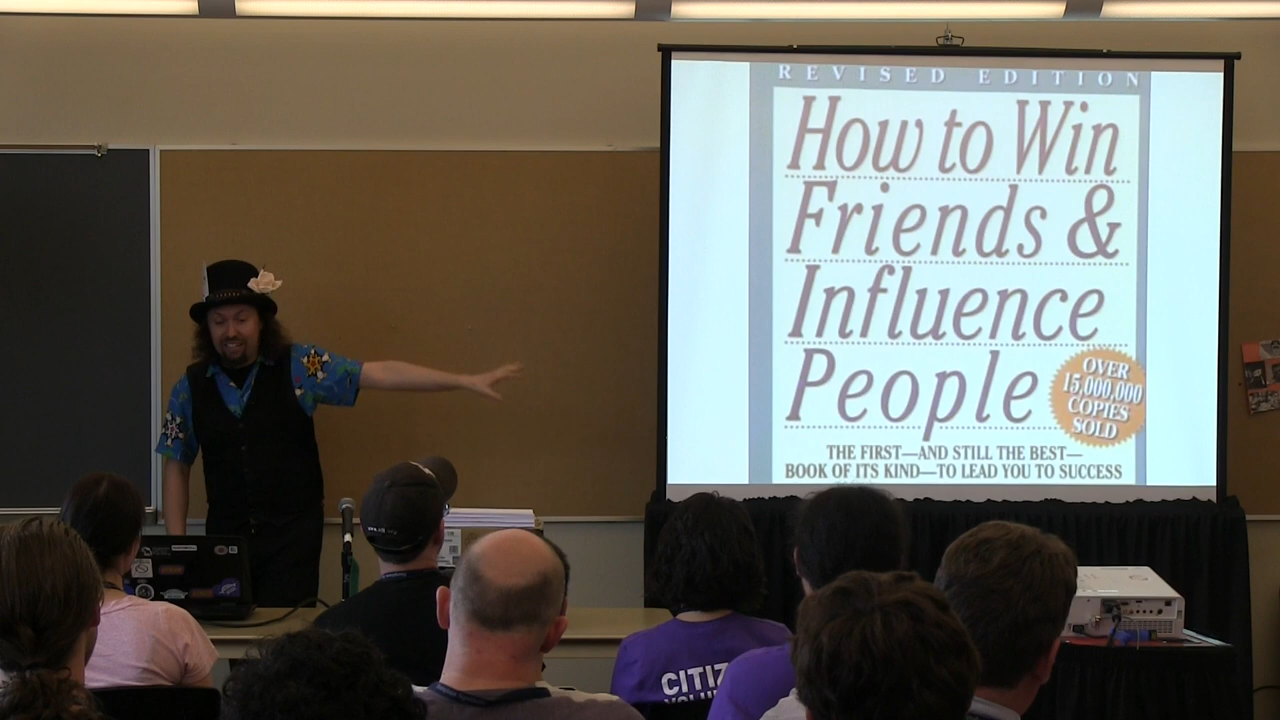 REVISED EDITION
How to Win
Friends &
Influence
People
OVER
15,000,000
COPIES
SOLD
THE FIRST—AND STILL THE BEST—
BOOK OF ITS KIND—TO LEAD YOU TO SUCCESS